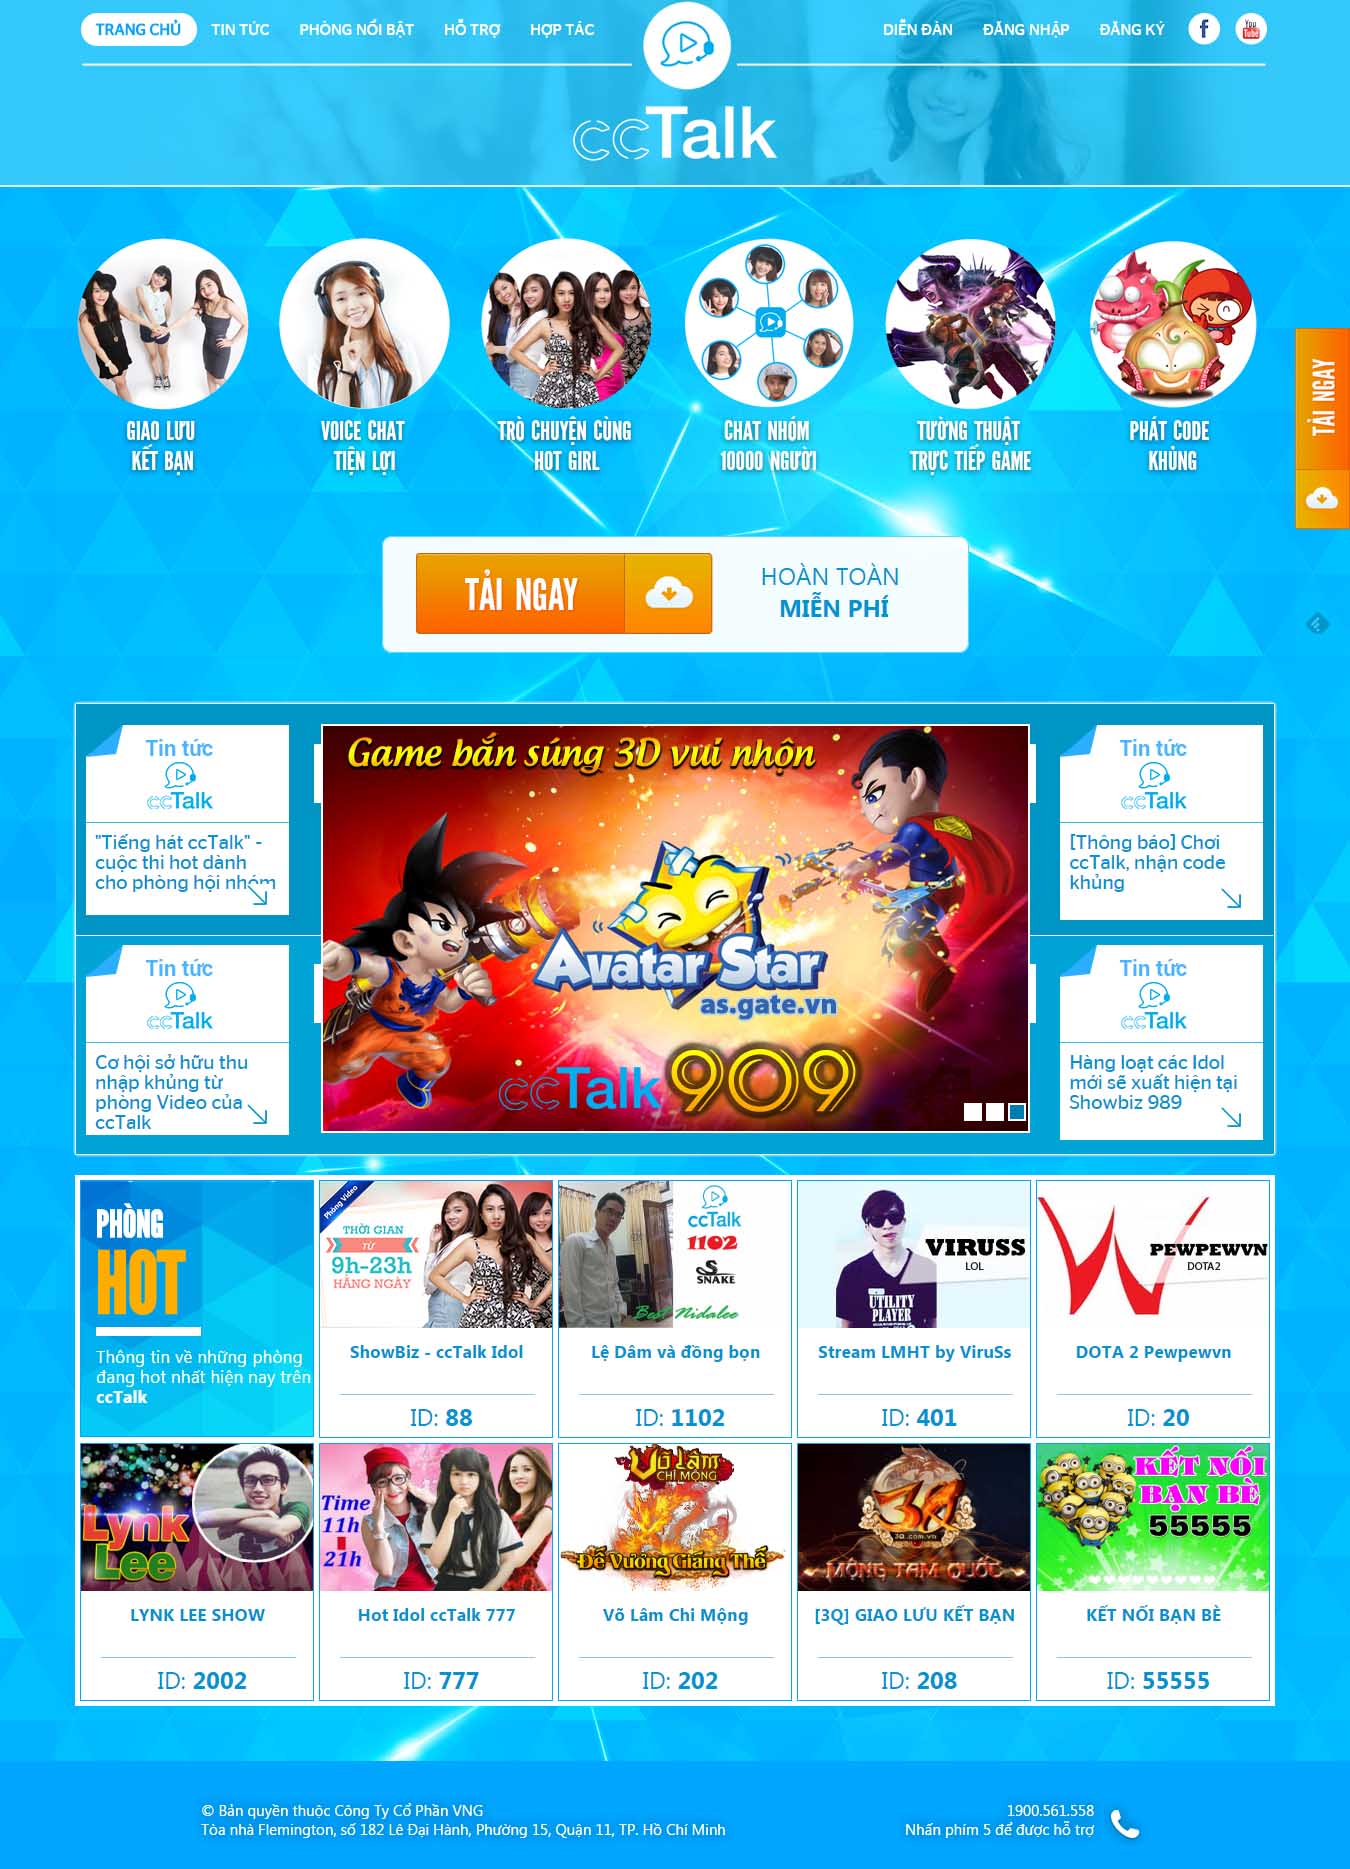 TRANG CHỦ
TIN TỨC
PHÒNG NỔI BẬT
HỖ TRỢ
HỢP TÁC
DIỄN ĐÀN
ĐĂNG NHẬP
ĐĂNG KÝ
f
You
Tube
ccTalk
GIAO LƯU
KẾT BẠN
VOICE CHAT
TIỆN LỢI
TRÒ CHUYỆN CÙNG
HOT GIRL
CHAT NHÓM
10000 NGƯỜI
TƯỜNG THUẬT
TRỰC TIẾP GAME
PHÁT CODE
KHỦNG
TẢI NGAY
TẢI NGAY
HOÀN TOÀN
MIỄN PHÍ
Tin tức
ccTalk
"Tiếng hát ccTalk" -
cuộc thi hot dành
cho phòng hội nhóm
Tin tức
ccTalk
Cơ hội sở hữu thu
nhập khủng từ
phòng Video của
ccTalk
Game bắn súng 3D vui nhộn
Avatar Star
as.gate.vn
ccTalk 909
Tin tức
ccTalk
[Thông báo] Chơi
ccTalk, nhận code
khủng
Tin tức
ccTalk
Hàng loạt các Idol
mới sẽ xuất hiện tại
Showbiz 989
PHÒNG
HOT
Thông tin về những phòng
đang hot nhất hiện nay trên
ccTalk
Phòng Video
THỜI GIAN
TỪ
9h-23h
HÀNG NGÀY
ShowBiz - ccTalk Idol
ID: 88
ccTalk
1102
SNAKE
Best Nidalee
Lệ Dâm và đồng bọn
ID: 1102
VIRUSS
LOL
UTILITY
PLAYER
Stream LMHT by ViruSs
ID: 401
PEWPEWVN
DOTA2
DOTA 2 Pewpewvn
ID: 20
Lynk
Lee
LYNK LEE SHOW
ID: 2002
Time
11h
21h
Hot Idol ccTalk 777
ID: 777
Võ Lâm
CHI MỘNG
Đế Vương Giáng Thế
Võ Lâm Chi Mộng
ID: 202
3Q
3Q.com.vn
MỘNG TAM QUỐC
[3Q] GIAO LƯU KẾT BẠN
ID: 208
KẾT NỐI
BẠN BÈ
55555
KẾT NỐI BẠN BÈ
ID: 55555
© Bản quyền thuộc Công Ty Cổ Phần VNG
Tòa nhà Flemington, số 182 Lê Đại Hành, Phường 15, Quận 11, TP. Hồ Chí Minh
1900.561.558
Nhấn phím 5 để được hỗ trợ